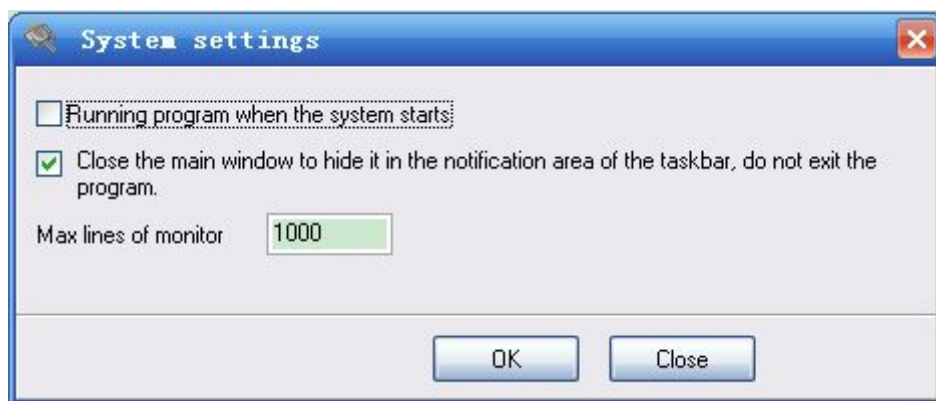 System settings
Running program when the system starts
Close the main window to hide it in the notification area of the taskbar, do not exit the
program.
Max lines of monitor 1000
OK Close